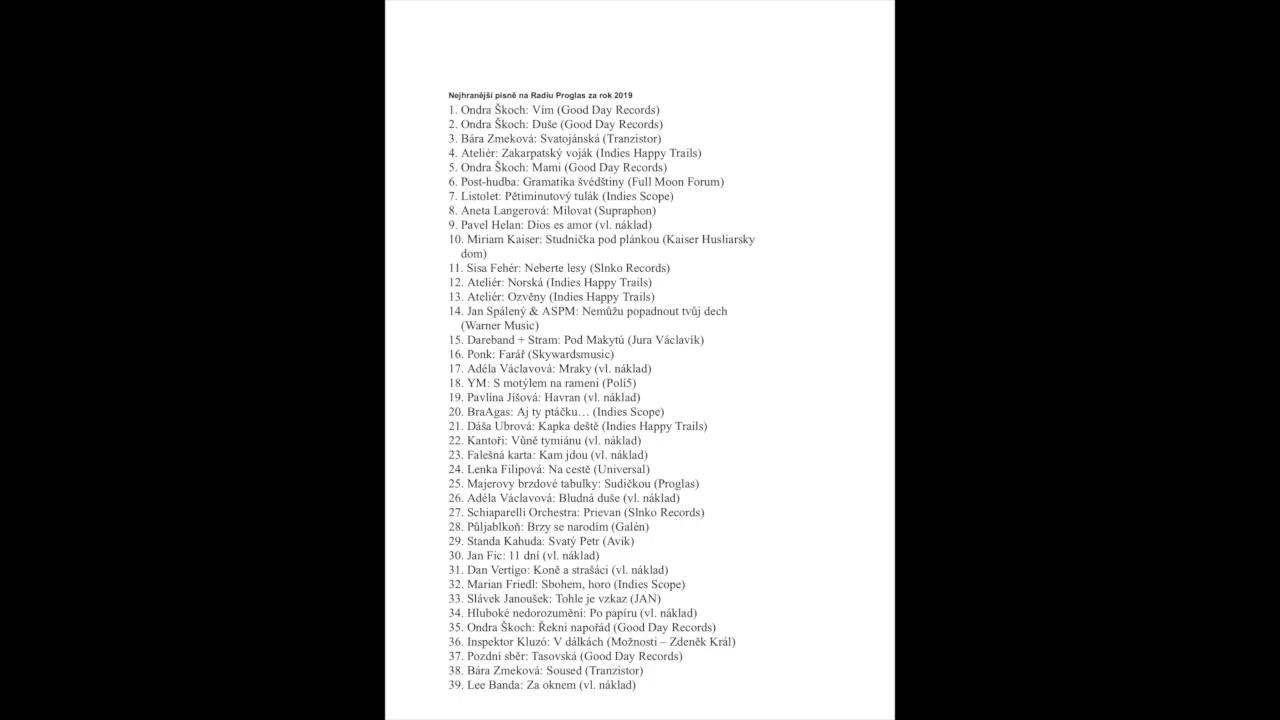 Nejhranější písně na Radiu Proglas za rok 2019
1. Ondra Škoch: Vím (Good Day Records)
2. Ondra Škoch: Duše (Good Day Records)
3. Bára Zmeková: Svatojánská (Tranzistor)
4. Ateliér: Zakarpatský voják (Indies Happy Trails)
5. Ondra Škoch: Mami (Good Day Records)
6. Post-hudba: Gramatika švédštiny (Full Moon Forum)
7. Listolet: Pětiminutový tulák (Indies Scope)
8. Aneta Langerová: Milovat (Supraphon)
9. Pavel Helan: Dios es amor (vl. náklad)
10. Miriam Kaiser: Studnička pod plánkou (Kaiser Husliarsky
dom)
11. Sisa Fehér: Neberte lesy (Slnko Records)
12. Ateliér: Norská (Indies Happy Trails)
13. Ateliér: Ozvěny (Indies Happy Trails)
14. Jan Spálený & ASPM: Nemůžu popadnout tvůj dech
(Warner Music)
15. Dareband + Stram: Pod Makytú (Jura Václavík)
16. Ponk: Farář (Skywardsmusic)
17. Adéla Václavová: Mraky (vl. náklad)
18. YM: S motýlem na rameni (Polí5)
19. Pavlína Jíšová: Havran (vl. náklad)
20. BraAgas: Aj ty ptáčku… (Indies Scope)
21. Dáša Ubrová: Kapka deště (Indies Happy Trails)
22. Kantoři: Vůně tymiánu (vl. náklad)
23. Falešná karta: Kam jdou (vl. náklad)
24. Lenka Filipová: Na cestě (Universal)
25. Majerovy brzdové tabulky: Sudičkou (Proglas)
26. Adéla Václavová: Bludná duše (vl. náklad)
27. Schiaparelli Orchestra: Prievan (Slnko Records)
28. Půljablkoň: Brzy se narodím (Galén)
29. Standa Kahuda: Svatý Petr (Avik)
30. Jan Fic: 11 dní (vl. náklad)
31. Dan Vertígo: Koně a strašáci (vl. náklad)
32. Marian Friedl: Sbohem, horo (Indies Scope)
33. Slávek Janoušek: Tohle je vzkaz (JAN)
34. Hluboké nedorozumění: Po papíru (vl. náklad)
35. Ondra Škoch: Řekni napořád (Good Day Records)
36. Inspektor Kluzó: V dálkách (Možnosti – Zdeněk Král)
37. Pozdní sběr: Tasovská (Good Day Records)
38. Bára Zmeková: Soused (Tranzistor)
39. Lee Banda: Za oknem (vl. náklad)